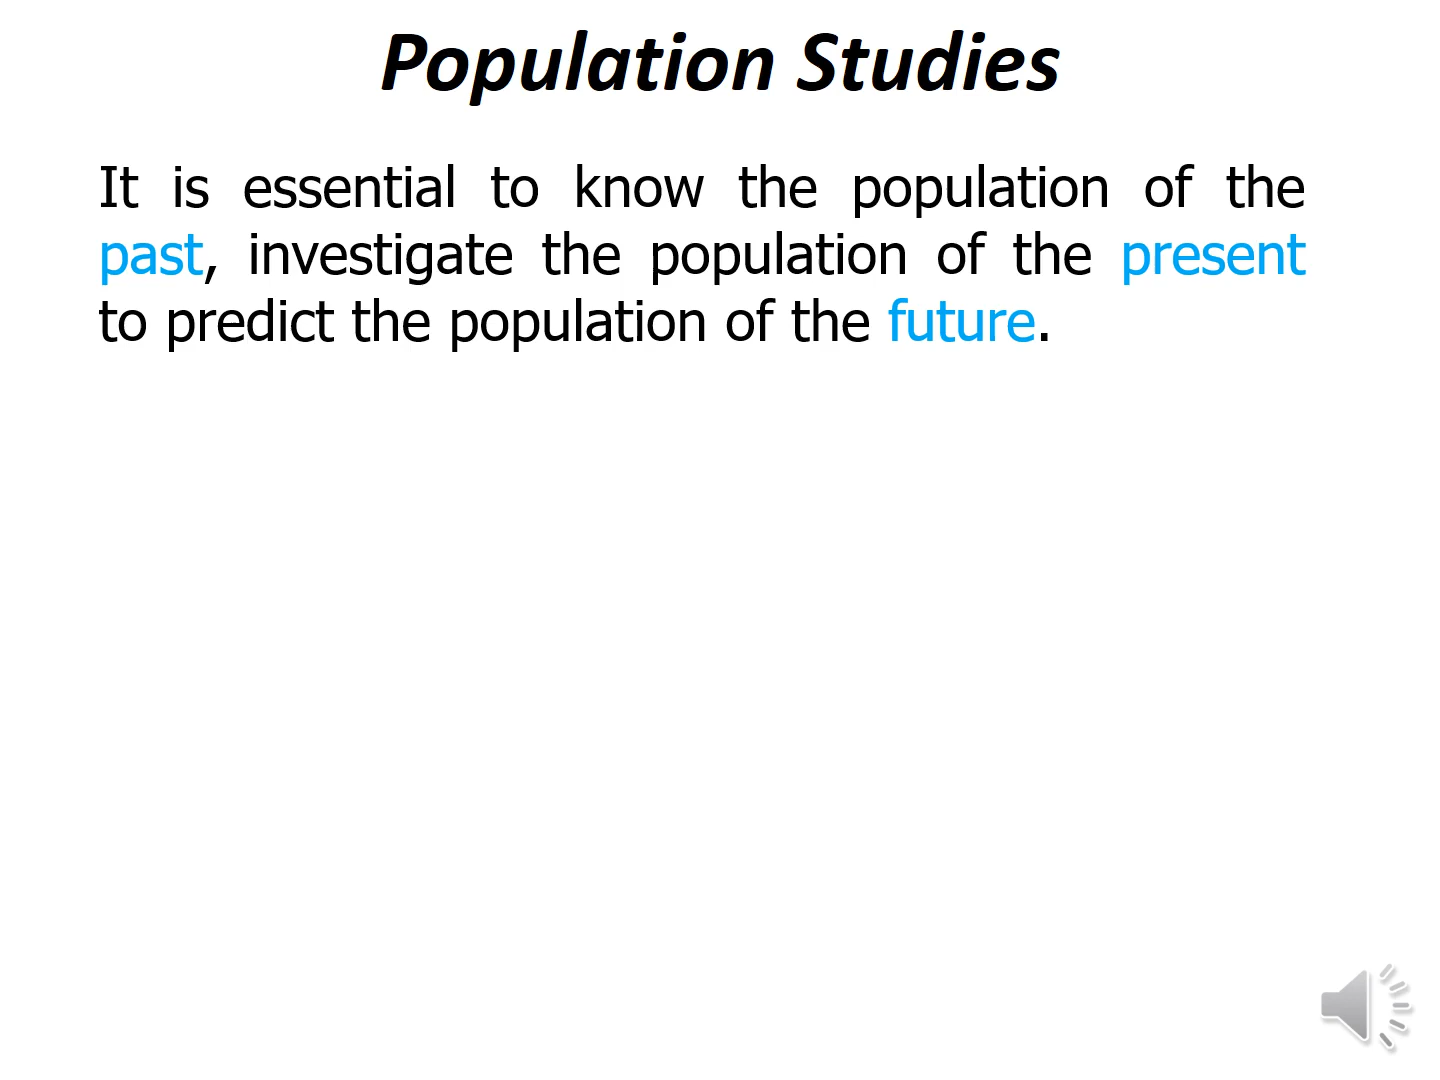 Population Studies
It is essential to know the population of the
past, investigate the population of the present
to predict the population of the future.